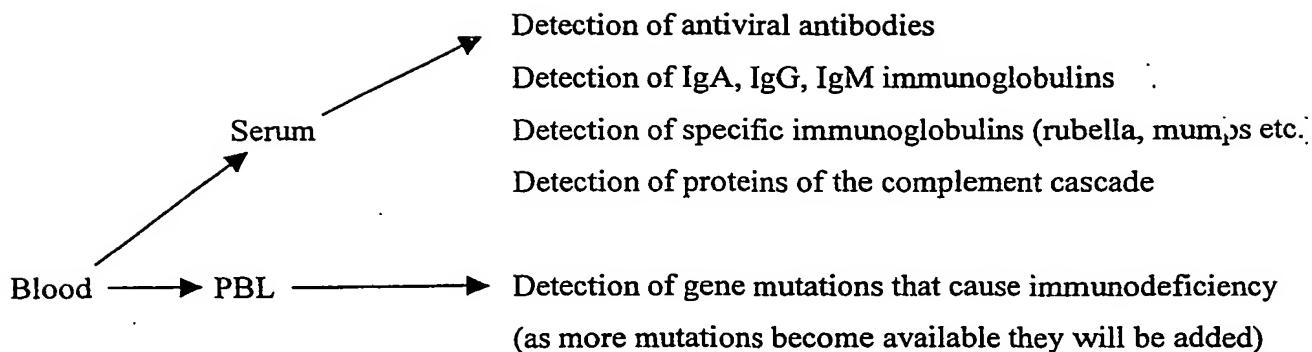 Detection of antiviral antibodies
Detection of IgA, IgG, IgM immunoglobulins
Serum
Detection of specific immunoglobulins (rubella, mumps etc.)
Detection of proteins of the complement cascade
Blood
PBL
Detection of gene mutations that cause immunodeficiency
(as more mutations become available they will be added)